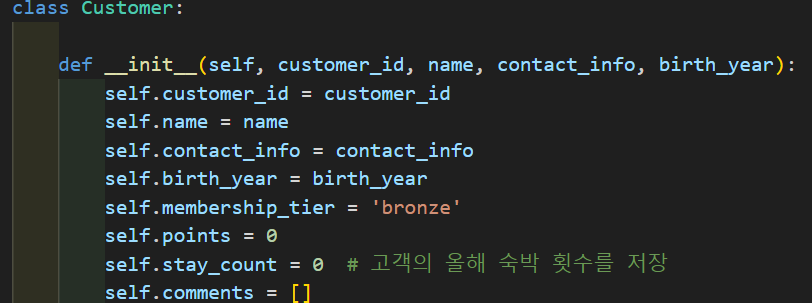 class Customer:
def __init__(self, customer_id, name, contact_info, birth_year):
self.customer_id = customer_id
self.name = name
self.contact_info = contact_info
self.birth_year = birth_year
self.membership_tier = 'bronze'
self.points = 0
self.stay_count = 0  # 고객의 올해 숙박 횟수를 저장
self.comments = []